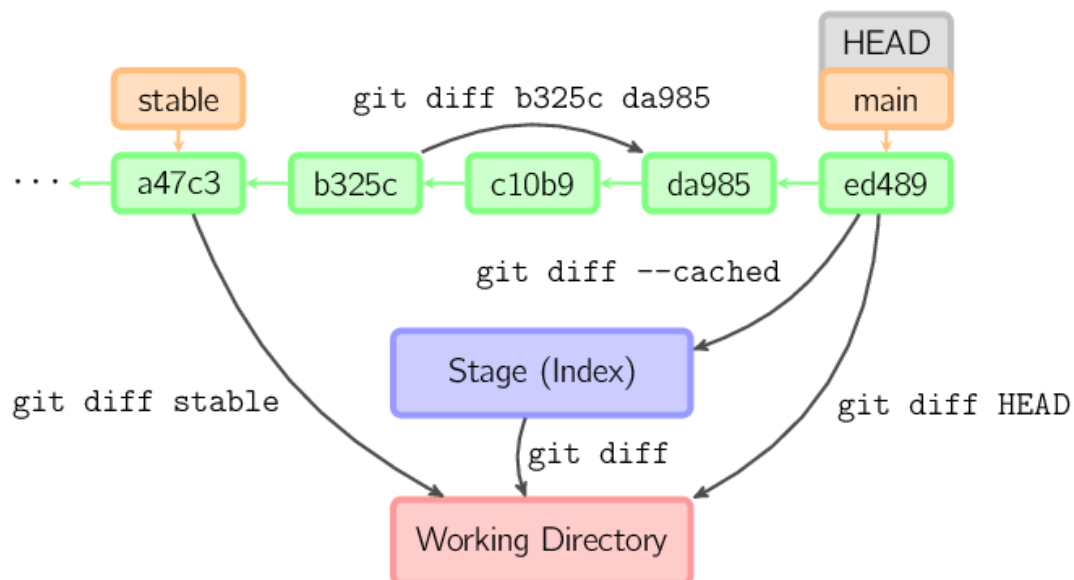 HEAD
stable
git diff b325c da985
main
...
a47c3
b325c
c10b9
da985
ed489
git diff --cached
Stage (Index)
git diff stable
git diff HEAD
git diff
Working Directory